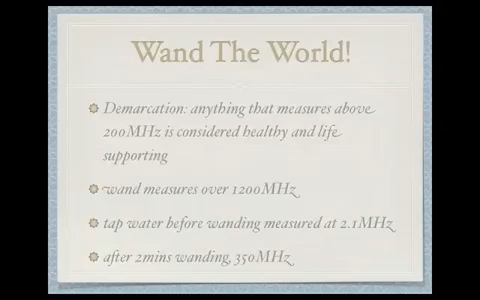 Wand The World!
Demarcation: anything that measures above
200MHz is considered healthy and life
supporting
wand measures over 1200MHz
tap water before wanding measured at 2.1MHz
after 2mins wanding, 350MHz